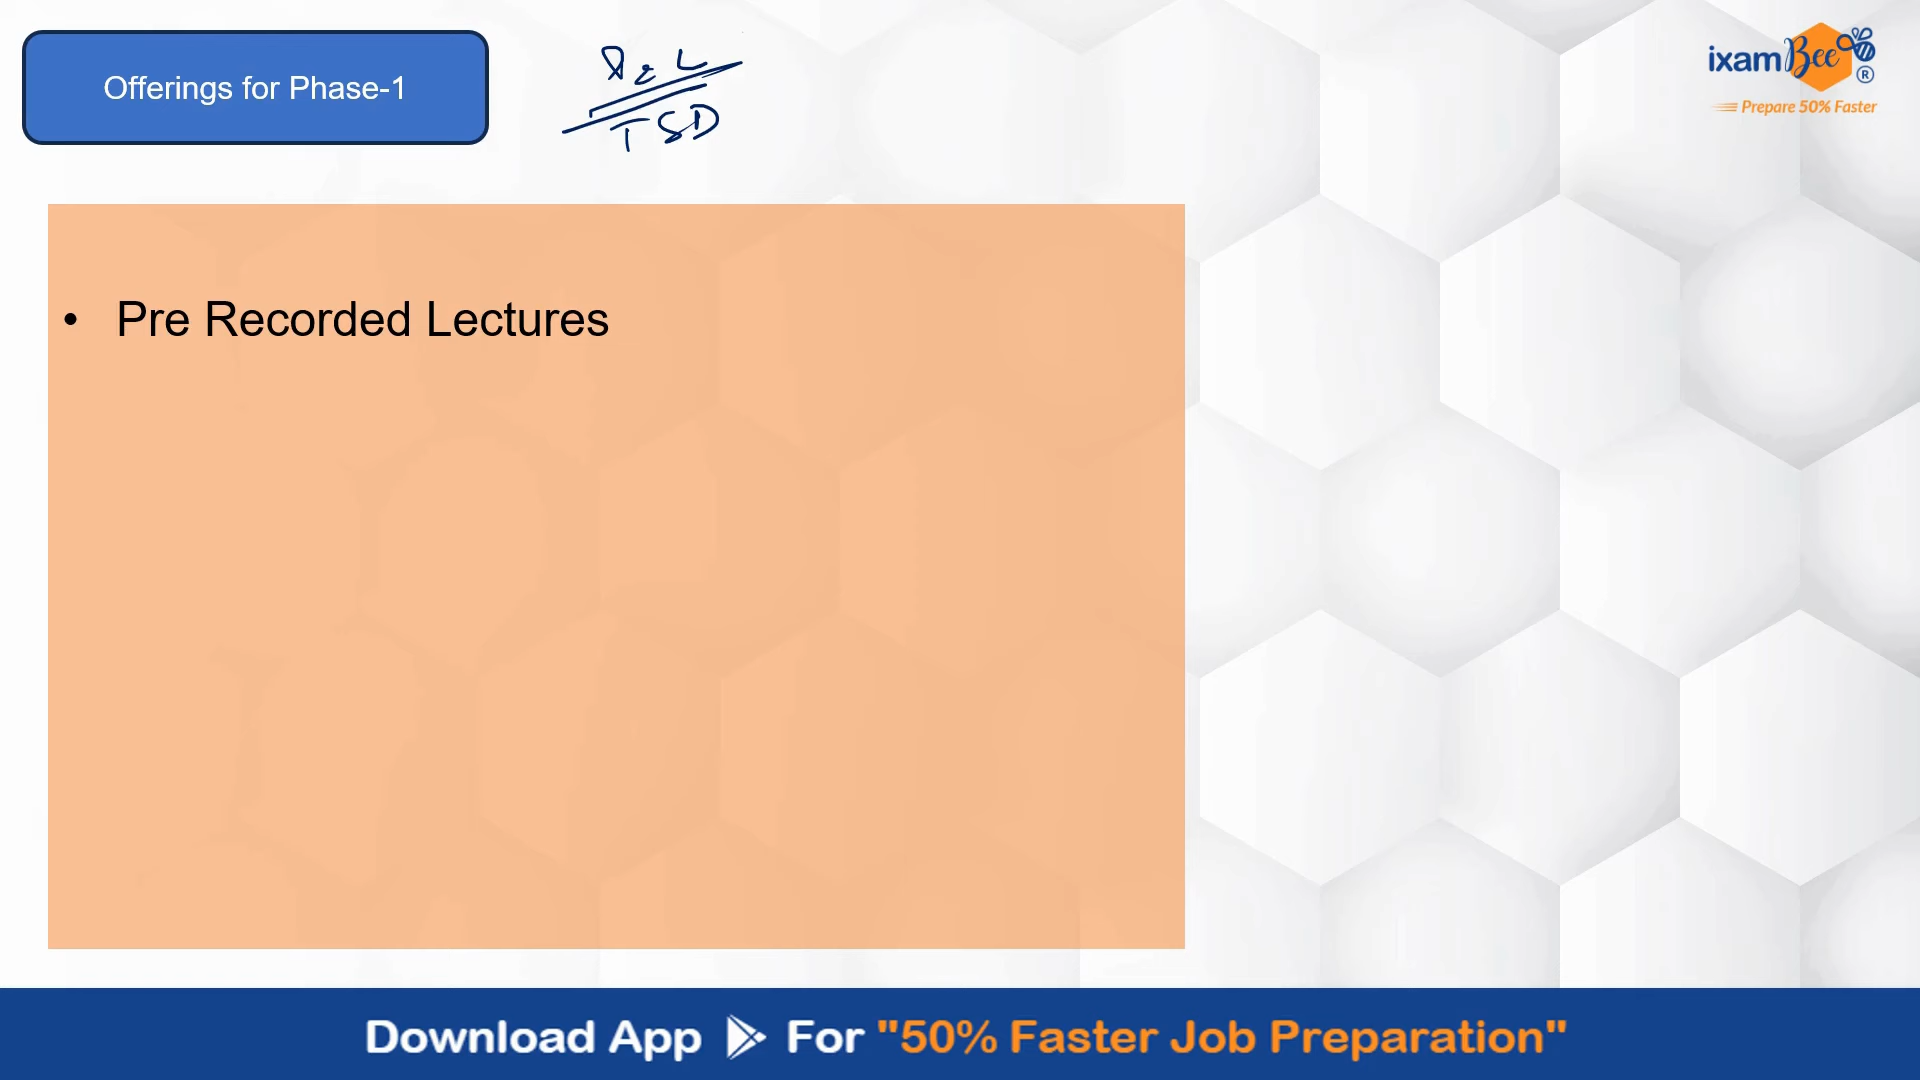 Offerings for Phase-1
P & L
TSD
ixamBee
®
Prepare 50% Faster
• Pre Recorded Lectures
Download App For "50% Faster Job Preparation"